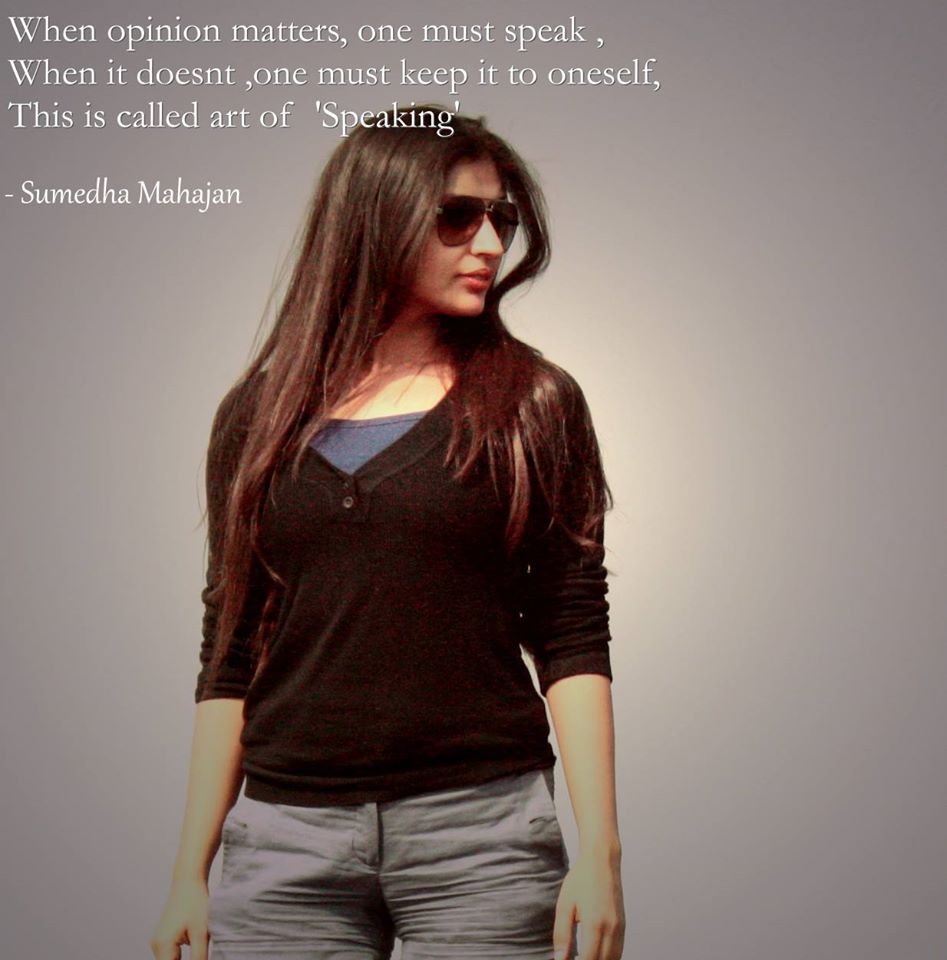 When opinion matters, one must speak ,
When it doesnt ,one must keep it to oneself,
This is called art of 'Speaking'
- Sumedha Mahajan